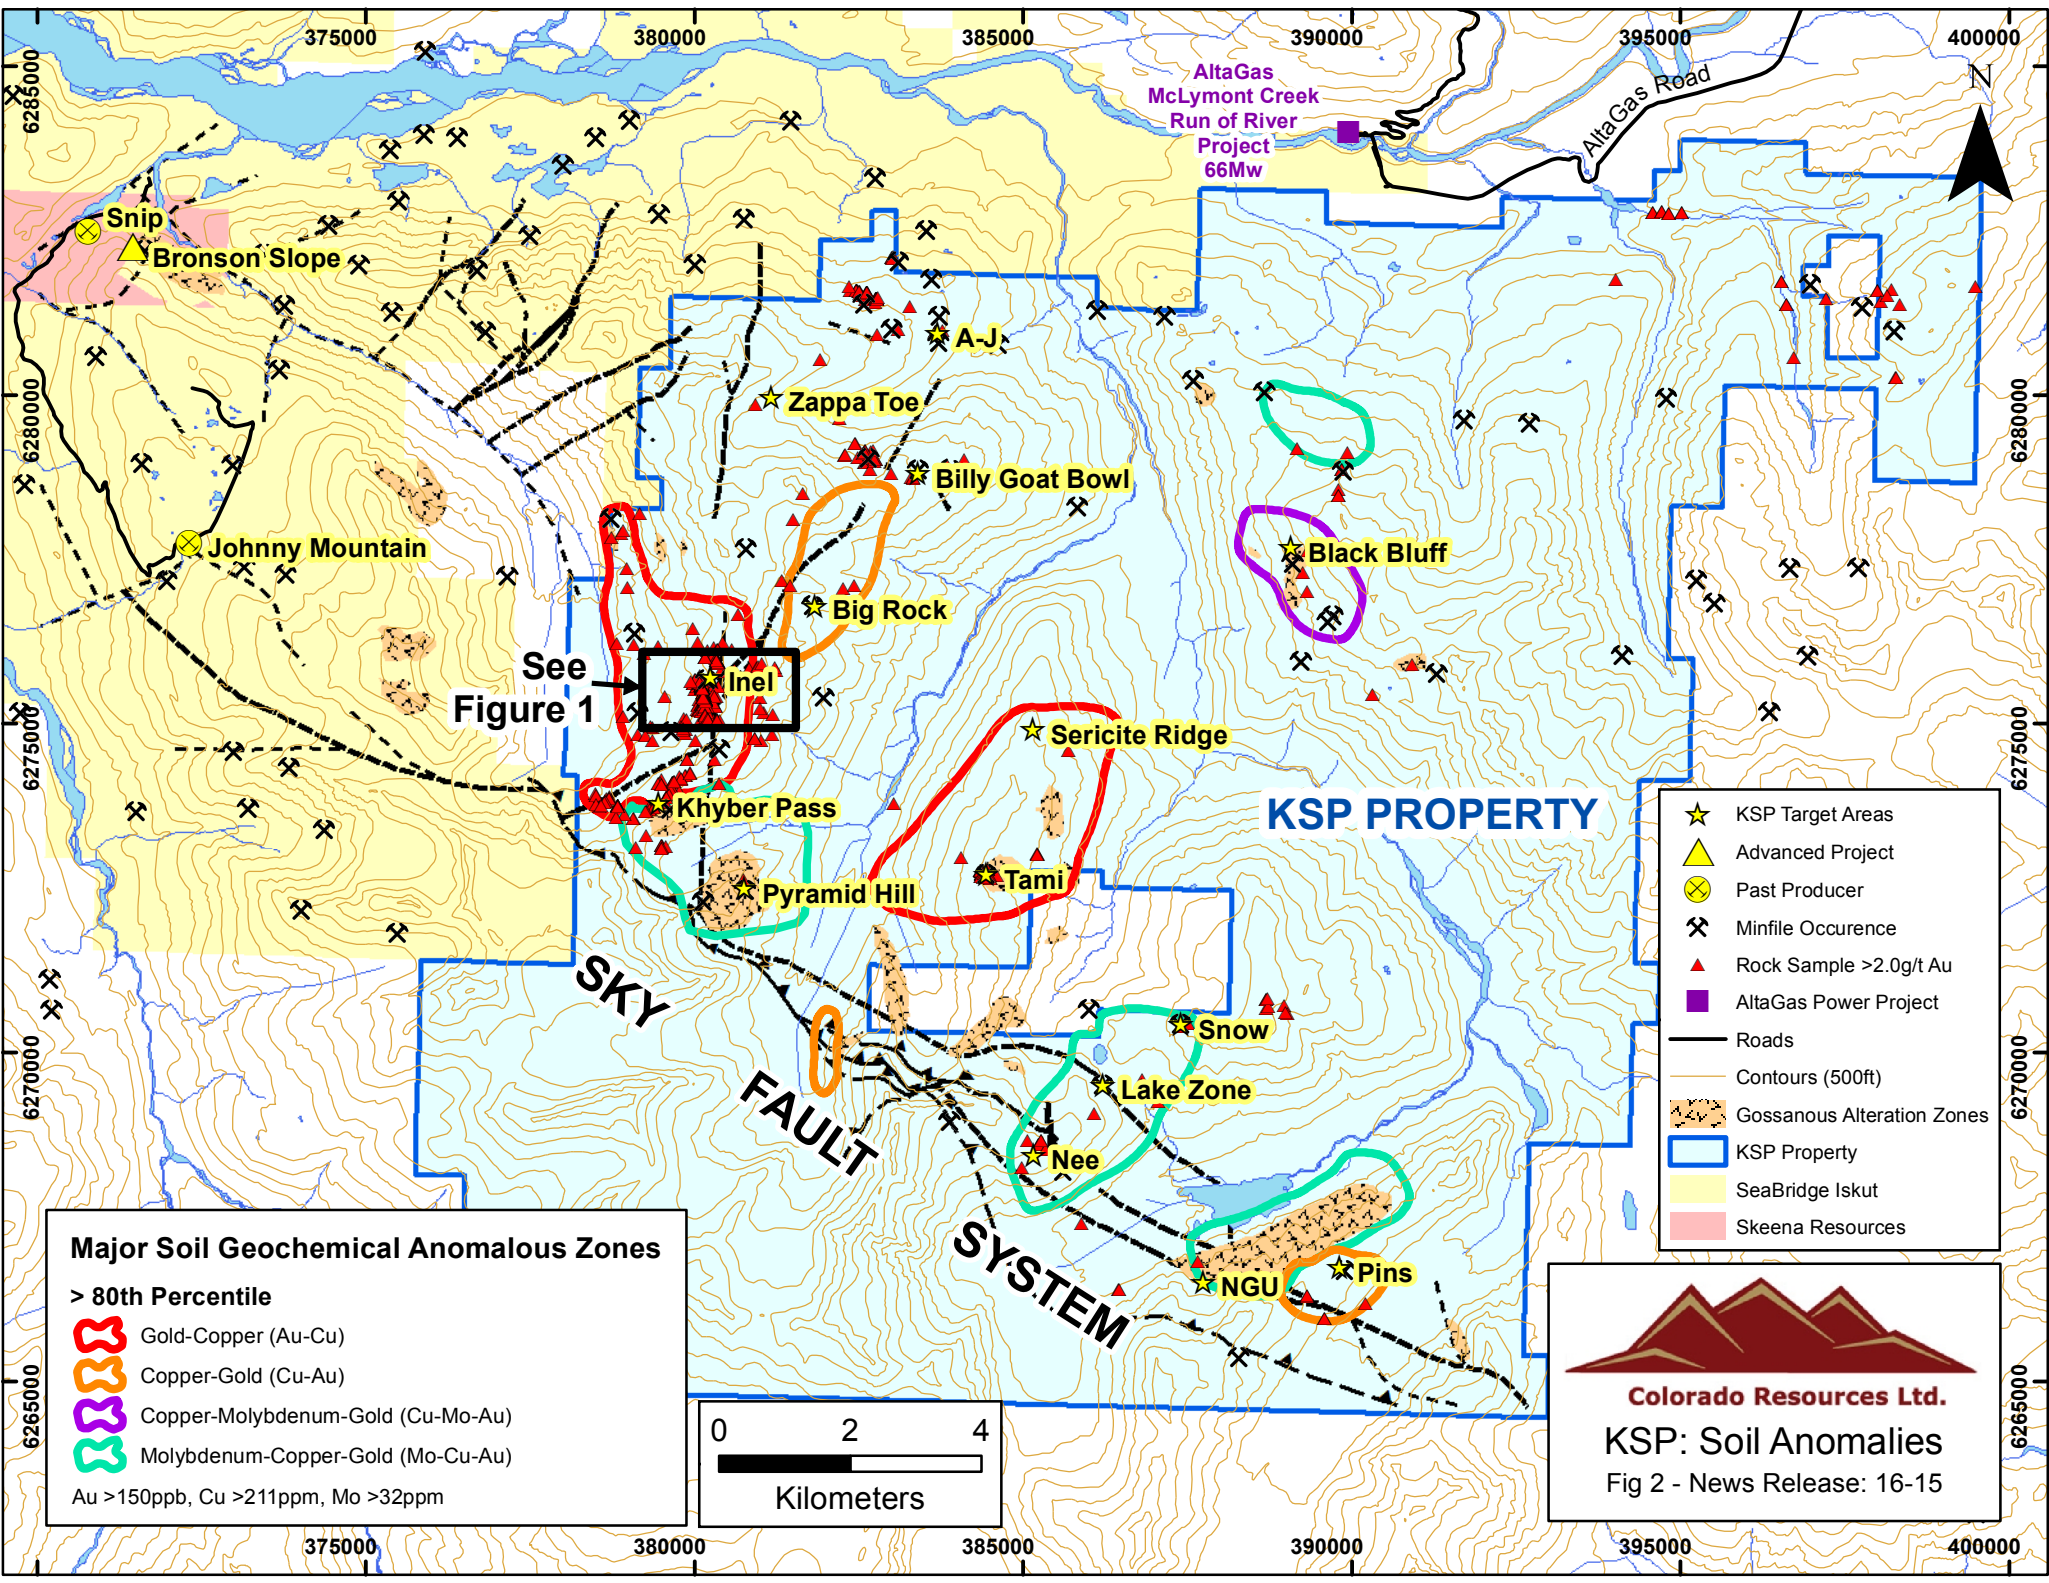 375000
380000
385000
390000
395000
400000
6285000
6280000
6275000
6270000
6265000
6285000
6280000
6275000
6270000
6265000
N
AltaGas
McLymont Creek
Run of River
Project
66Mw
AltaGas Road
Snip
Bronson Slope
A-J
Zappa Toe
Billy Goat Bowl
Johnny Mountain
Black Bluff
Big Rock
See
Figure 1
Inel
Sericite Ridge
Khyber Pass
KSP PROPERTY
Tami
Pyramid Hill
SKY
FAULT
SYSTEM
Snow
Lake Zone
Nee
NGU
Pins
KSP Target Areas
Advanced Project
Past Producer
Minfile Occurence
Rock Sample >2.0g/t Au
AltaGas Power Project
Roads
Contours (500ft)
Gossanous Alteration Zones
KSP Property
SeaBridge Iskut
Skeena Resources
Major Soil Geochemical Anomalous Zones
> 80th Percentile
Gold-Copper (Au-Cu)
Copper-Gold (Cu-Au)
Copper-Molybdenum-Gold (Cu-Mo-Au)
Molybdenum-Copper-Gold (Mo-Cu-Au)
Au >150ppb, Cu >211ppm, Mo >32ppm
0 2 4
Kilometers
Colorado Resources Ltd.
KSP: Soil Anomalies
Fig 2 - News Release: 16-15
375000
380000
385000
390000
395000
400000